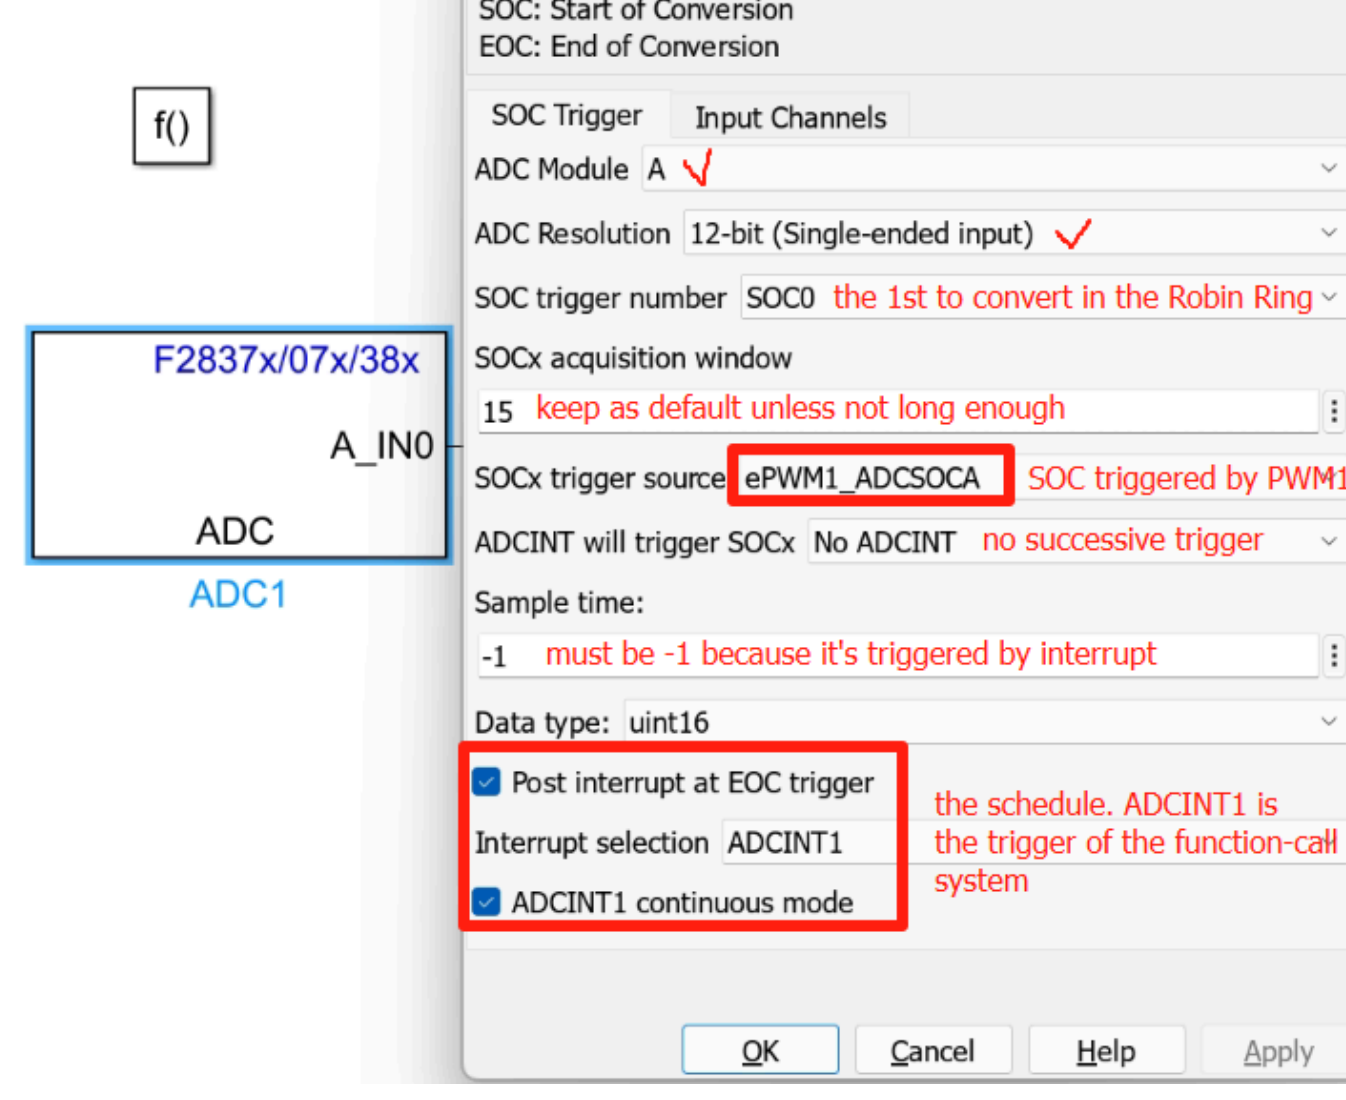 SOC: Start of Conversion
EOC: End of Conversion
f()
SOC Trigger Input Channels
ADC Module A
ADC Resolution 12-bit (Single-ended input)
SOC trigger number SOC0 the 1st to convert in the Robin Ring
F2837x/07x/38x
SOCx acquisition window
15 keep as default unless not long enough
A_IN0
SOCx trigger source ePWM1_ADCSOCA SOC triggered by PWM1
ADC
ADCINT will trigger SOCx No ADCINT no successive trigger
ADC1
Sample time:
-1 must be -1 because it's triggered by interrupt
Data type: uint16
Post interrupt at EOC trigger
the schedule. ADCINT1 is
Interrupt selection ADCINT1 the trigger of the function-call
system
ADCINT1 continuous mode
OK Cancel Help Apply